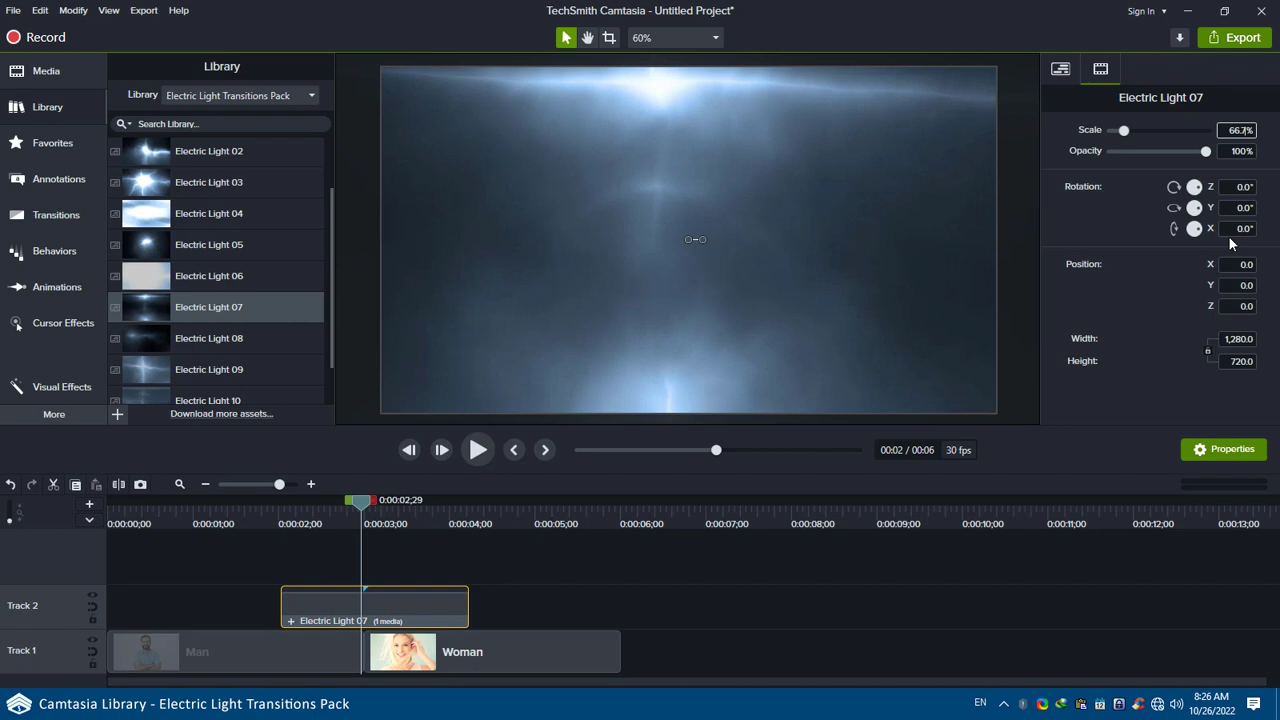 File Edit Modify View Export Help
TechSmith Camtasia - Untitled Project*
Sign In
Record
60%
Export
Media
Library
Favorites
Annotations
Transitions
Behaviors
Animations
Cursor Effects
Visual Effects
More
Library
Library Electric Light Transitions Pack
Search Library...
Electric Light 02
Electric Light 03
Electric Light 04
Electric Light 05
Electric Light 06
Electric Light 07
Electric Light 08
Electric Light 09
Electric Light 10
Download more assets...
Electric Light 07
Scale 66.7%
Opacity 100%
Rotation: Z 0.0°
Y 0.0°
X 0.0°
Position: X 0.0
Y 0.0
Z 0.0
Width: 1,280.0
Height: 720.0
00:02 / 00:06 30 fps
Properties
0:00:02;29
0:00:00;00 0:00:01;00 0:00:02;00 0:00:03;00 0:00:04;00 0:00:05;00 0:00:06;00 0:00:07;00 0:00:08;00 0:00:09;00 0:00:10;00 0:00:11;00 0:00:12;00 0:00:13;00
Track 2
Electric Light 07 (1 media)
Track 1
Man
Woman
Camtasia Library - Electric Light Transitions Pack
EN
8:26 AM
10/26/2022